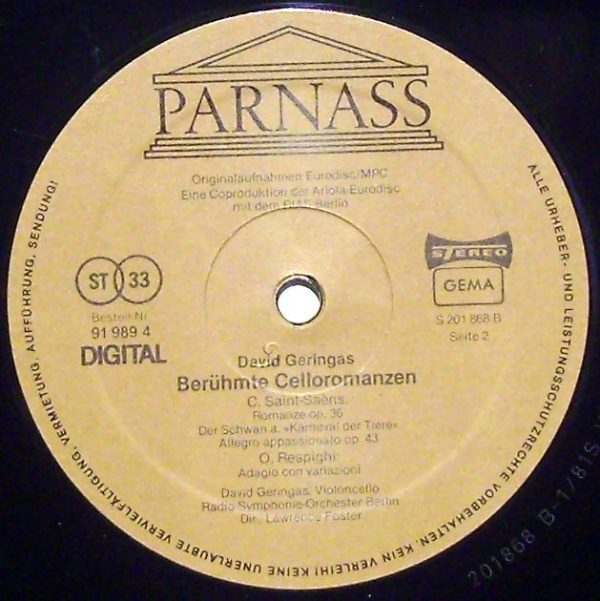 PARNASS
Originalaufnahmen Eurodisc/MPC
Eine Coproduktion der Ariola-Eurodisc
mit dem RIAS Berlin
ST 33
Bestell-Nr.
91 989 4
DIGITAL
STEREO
GEMA
S 201 868 B
Seite 2
David Geringas
Berühmte Celloromanzen
C. Saint-Saëns:
Romanze op. 36
Der Schwan a. »Karneval der Tiere«
Allegro appassionato op. 43
O. Respighi:
Adagio con variazioni
David Geringas, Violoncello
Radio Symphonie-Orchester Berlin
Dir.: Lawrence Foster
ALLE URHEBER- UND LEISTUNGSSCHUTZRECHTE VORBEHALTEN. KEIN VERLEIH! KEINE UNERLAUBTE VERVIELFÄLTIGUNG, VERMIETUNG, AUFFÜHRUNG, SENDUNG!
201868 B-1/81S